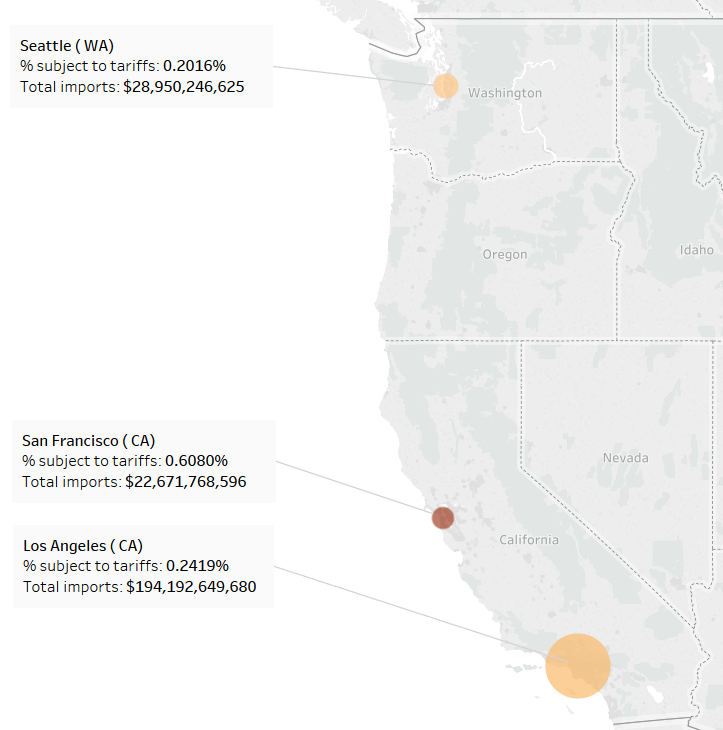 Seattle ( WA)
% subject to tariffs: 0.2016%
Total imports: $28,950,246,625
Washington
Oregon
Idaho
San Francisco ( CA)
% subject to tariffs: 0.6080%
Total imports: $22,671,768,596
Nevada
California
Los Angeles ( CA)
% subject to tariffs: 0.2419%
Total imports: $194,192,649,680